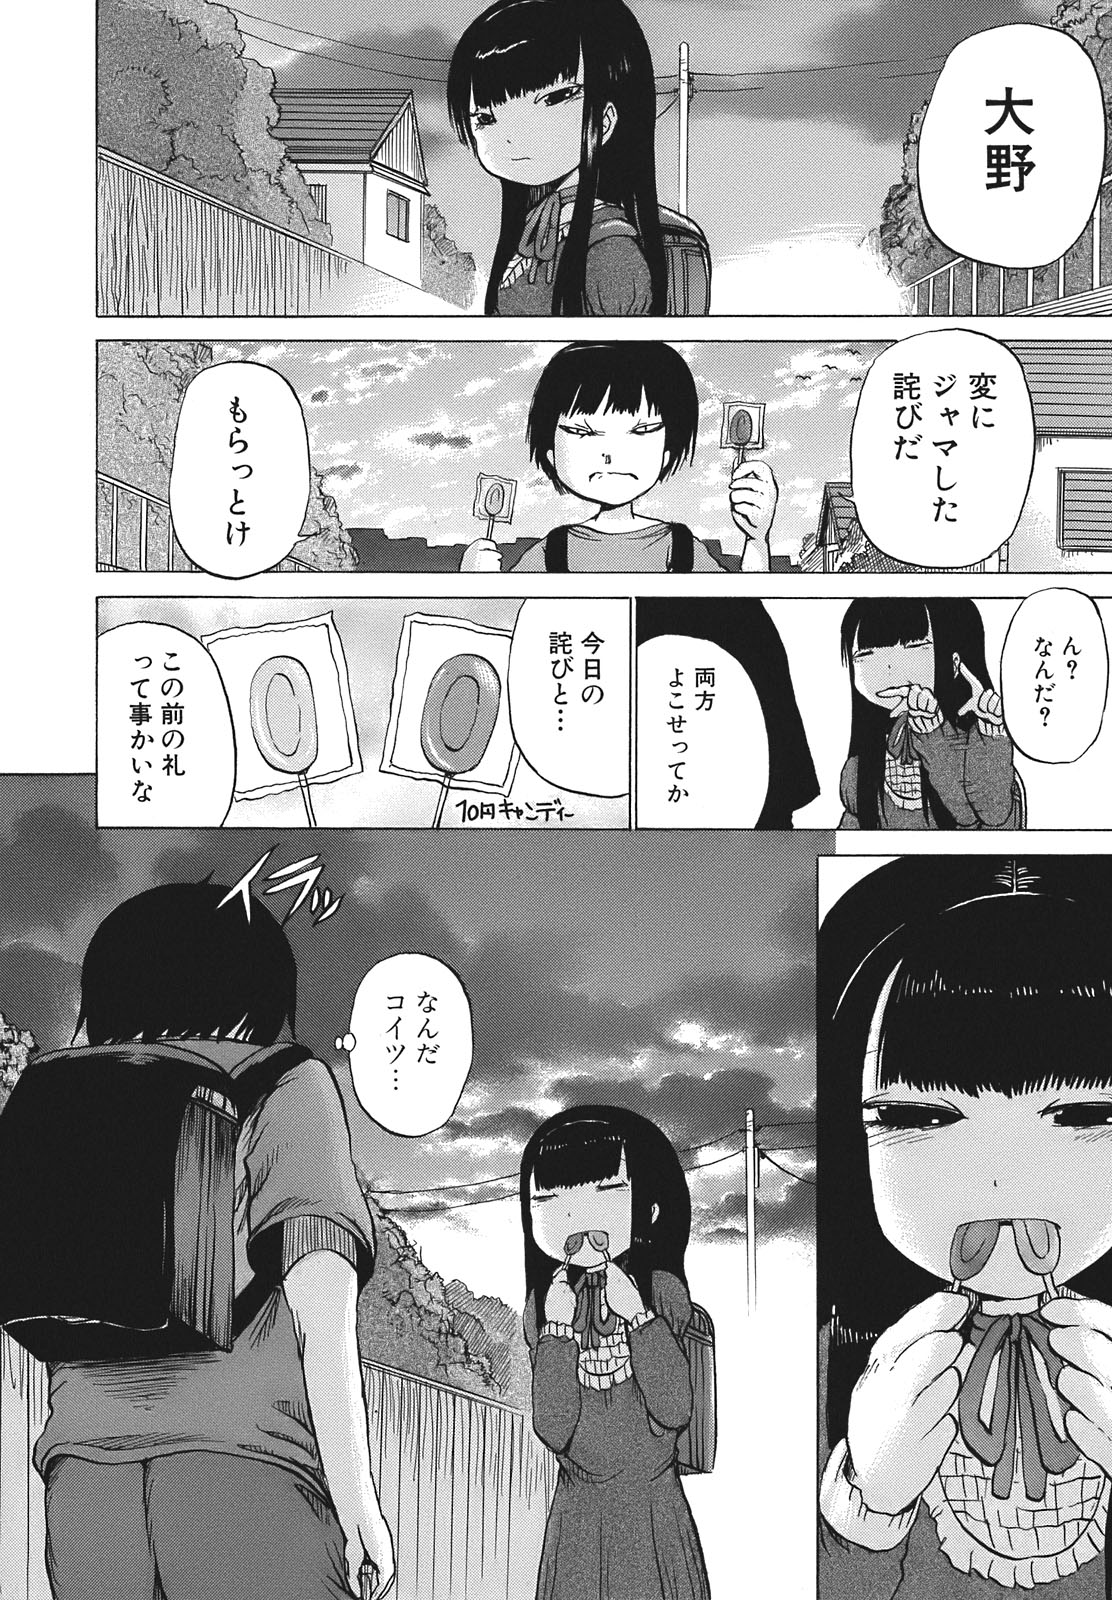 大野
変に
ジャマした
詫びだ
もらっとけ
ん?
なんだ?
両方
よこせってか
今日の
詫びと…
この前の礼
って事かいな
10円キャンディー
イラッ
なんだ
コイツ…